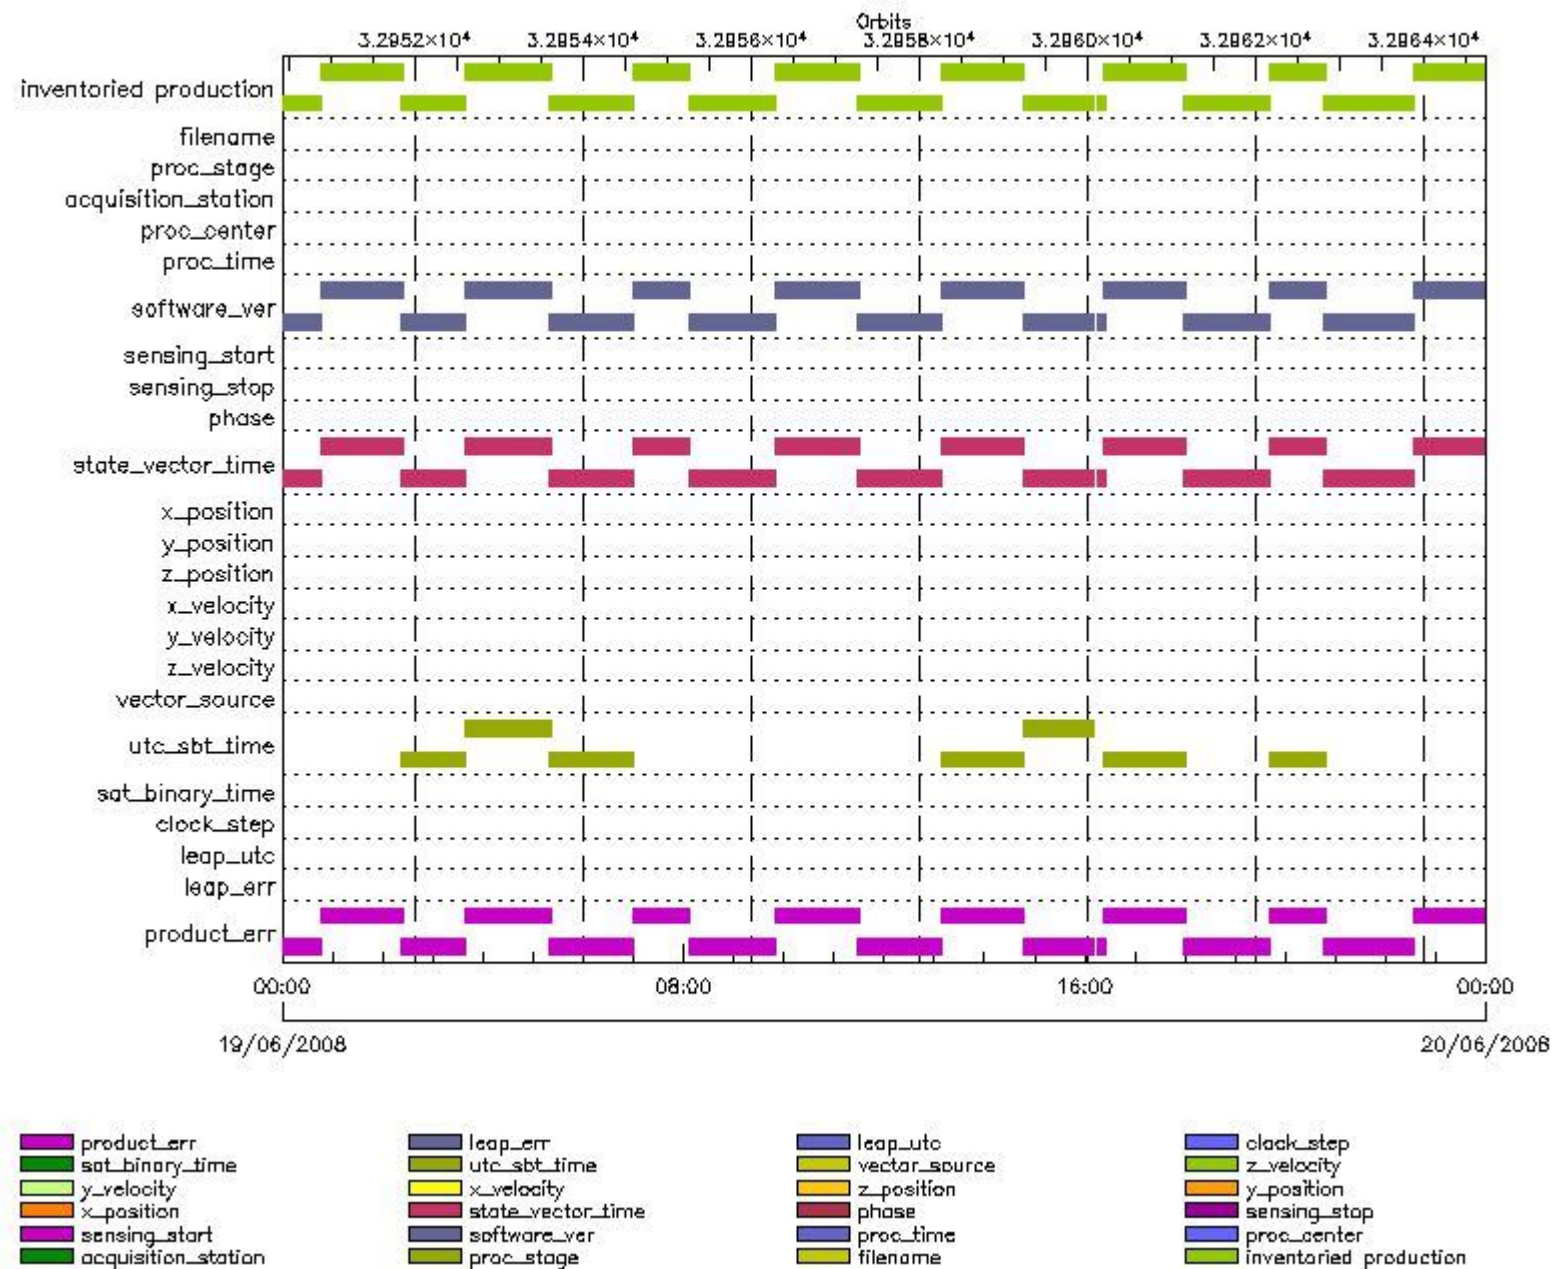 Orbits
3.2952×10⁴ 3.2954×10⁴ 3.2956×10⁴ 3.2958×10⁴ 3.2960×10⁴ 3.2962×10⁴ 3.2964×10⁴
inventoried production
filename
proc_stage
acquisition_station
proc_center
proc_time
software_ver
sensing_start
sensing_stop
phase
state_vector_time
x_position
y_position
z_position
x_velocity
y_velocity
z_velocity
vector_source
utc_sbt_time
sat_binary_time
clock_step
leap_utc
leap_err
product_err
00:00 08:00 16:00 00:00
19/06/2008 20/06/2008
product_err leap_err leap_utc clock_step
sat_binary_time utc_sbt_time vector_source z_velocity
y_velocity x_velocity z_position y_position
x_position state_vector_time phase sensing_stop
sensing_start software_ver proc_time proc_center
acquisition_station proc_stage filename inventoried production